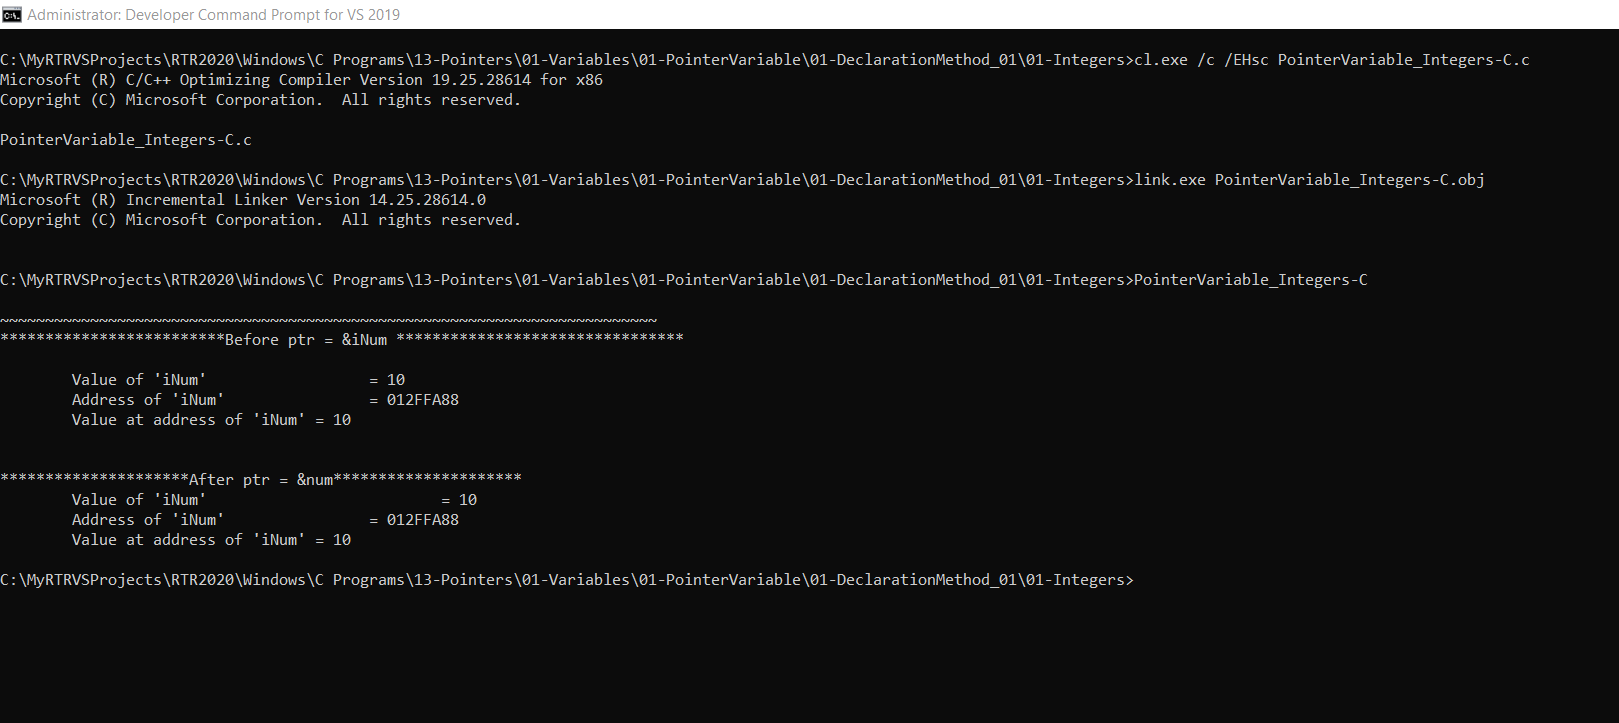 Administrator: Developer Command Prompt for VS 2019
C:\MyRTRVSProjects\RTR2020\Windows\C Programs\13-Pointers\01-Variables\01-PointerVariable\01-DeclarationMethod_01\01-Integers>cl.exe /c /EHsc PointerVariable_Integers-C.c
Microsoft (R) C/C++ Optimizing Compiler Version 19.25.28614 for x86
Copyright (C) Microsoft Corporation.  All rights reserved.
PointerVariable_Integers-C.c
C:\MyRTRVSProjects\RTR2020\Windows\C Programs\13-Pointers\01-Variables\01-PointerVariable\01-DeclarationMethod_01\01-Integers>link.exe PointerVariable_Integers-C.obj
Microsoft (R) Incremental Linker Version 14.25.28614.0
Copyright (C) Microsoft Corporation.  All rights reserved.
C:\MyRTRVSProjects\RTR2020\Windows\C Programs\13-Pointers\01-Variables\01-PointerVariable\01-DeclarationMethod_01\01-Integers>PointerVariable_Integers-C
~~~~~~~~~~~~~~~~~~~~~~~~~~~~~~~~~~~~~~~~~~~~~~~~~~~~~~~~~~~~~~~~~~~~~~~~~
*************************Before ptr = &iNum ********************************
Value of 'iNum'                  = 10
Address of 'iNum'                = 012FFA88
Value at address of 'iNum' = 10
*********************After ptr = &num*********************
Value of 'iNum'                          = 10
Address of 'iNum'                = 012FFA88
Value at address of 'iNum' = 10
C:\MyRTRVSProjects\RTR2020\Windows\C Programs\13-Pointers\01-Variables\01-PointerVariable\01-DeclarationMethod_01\01-Integers>